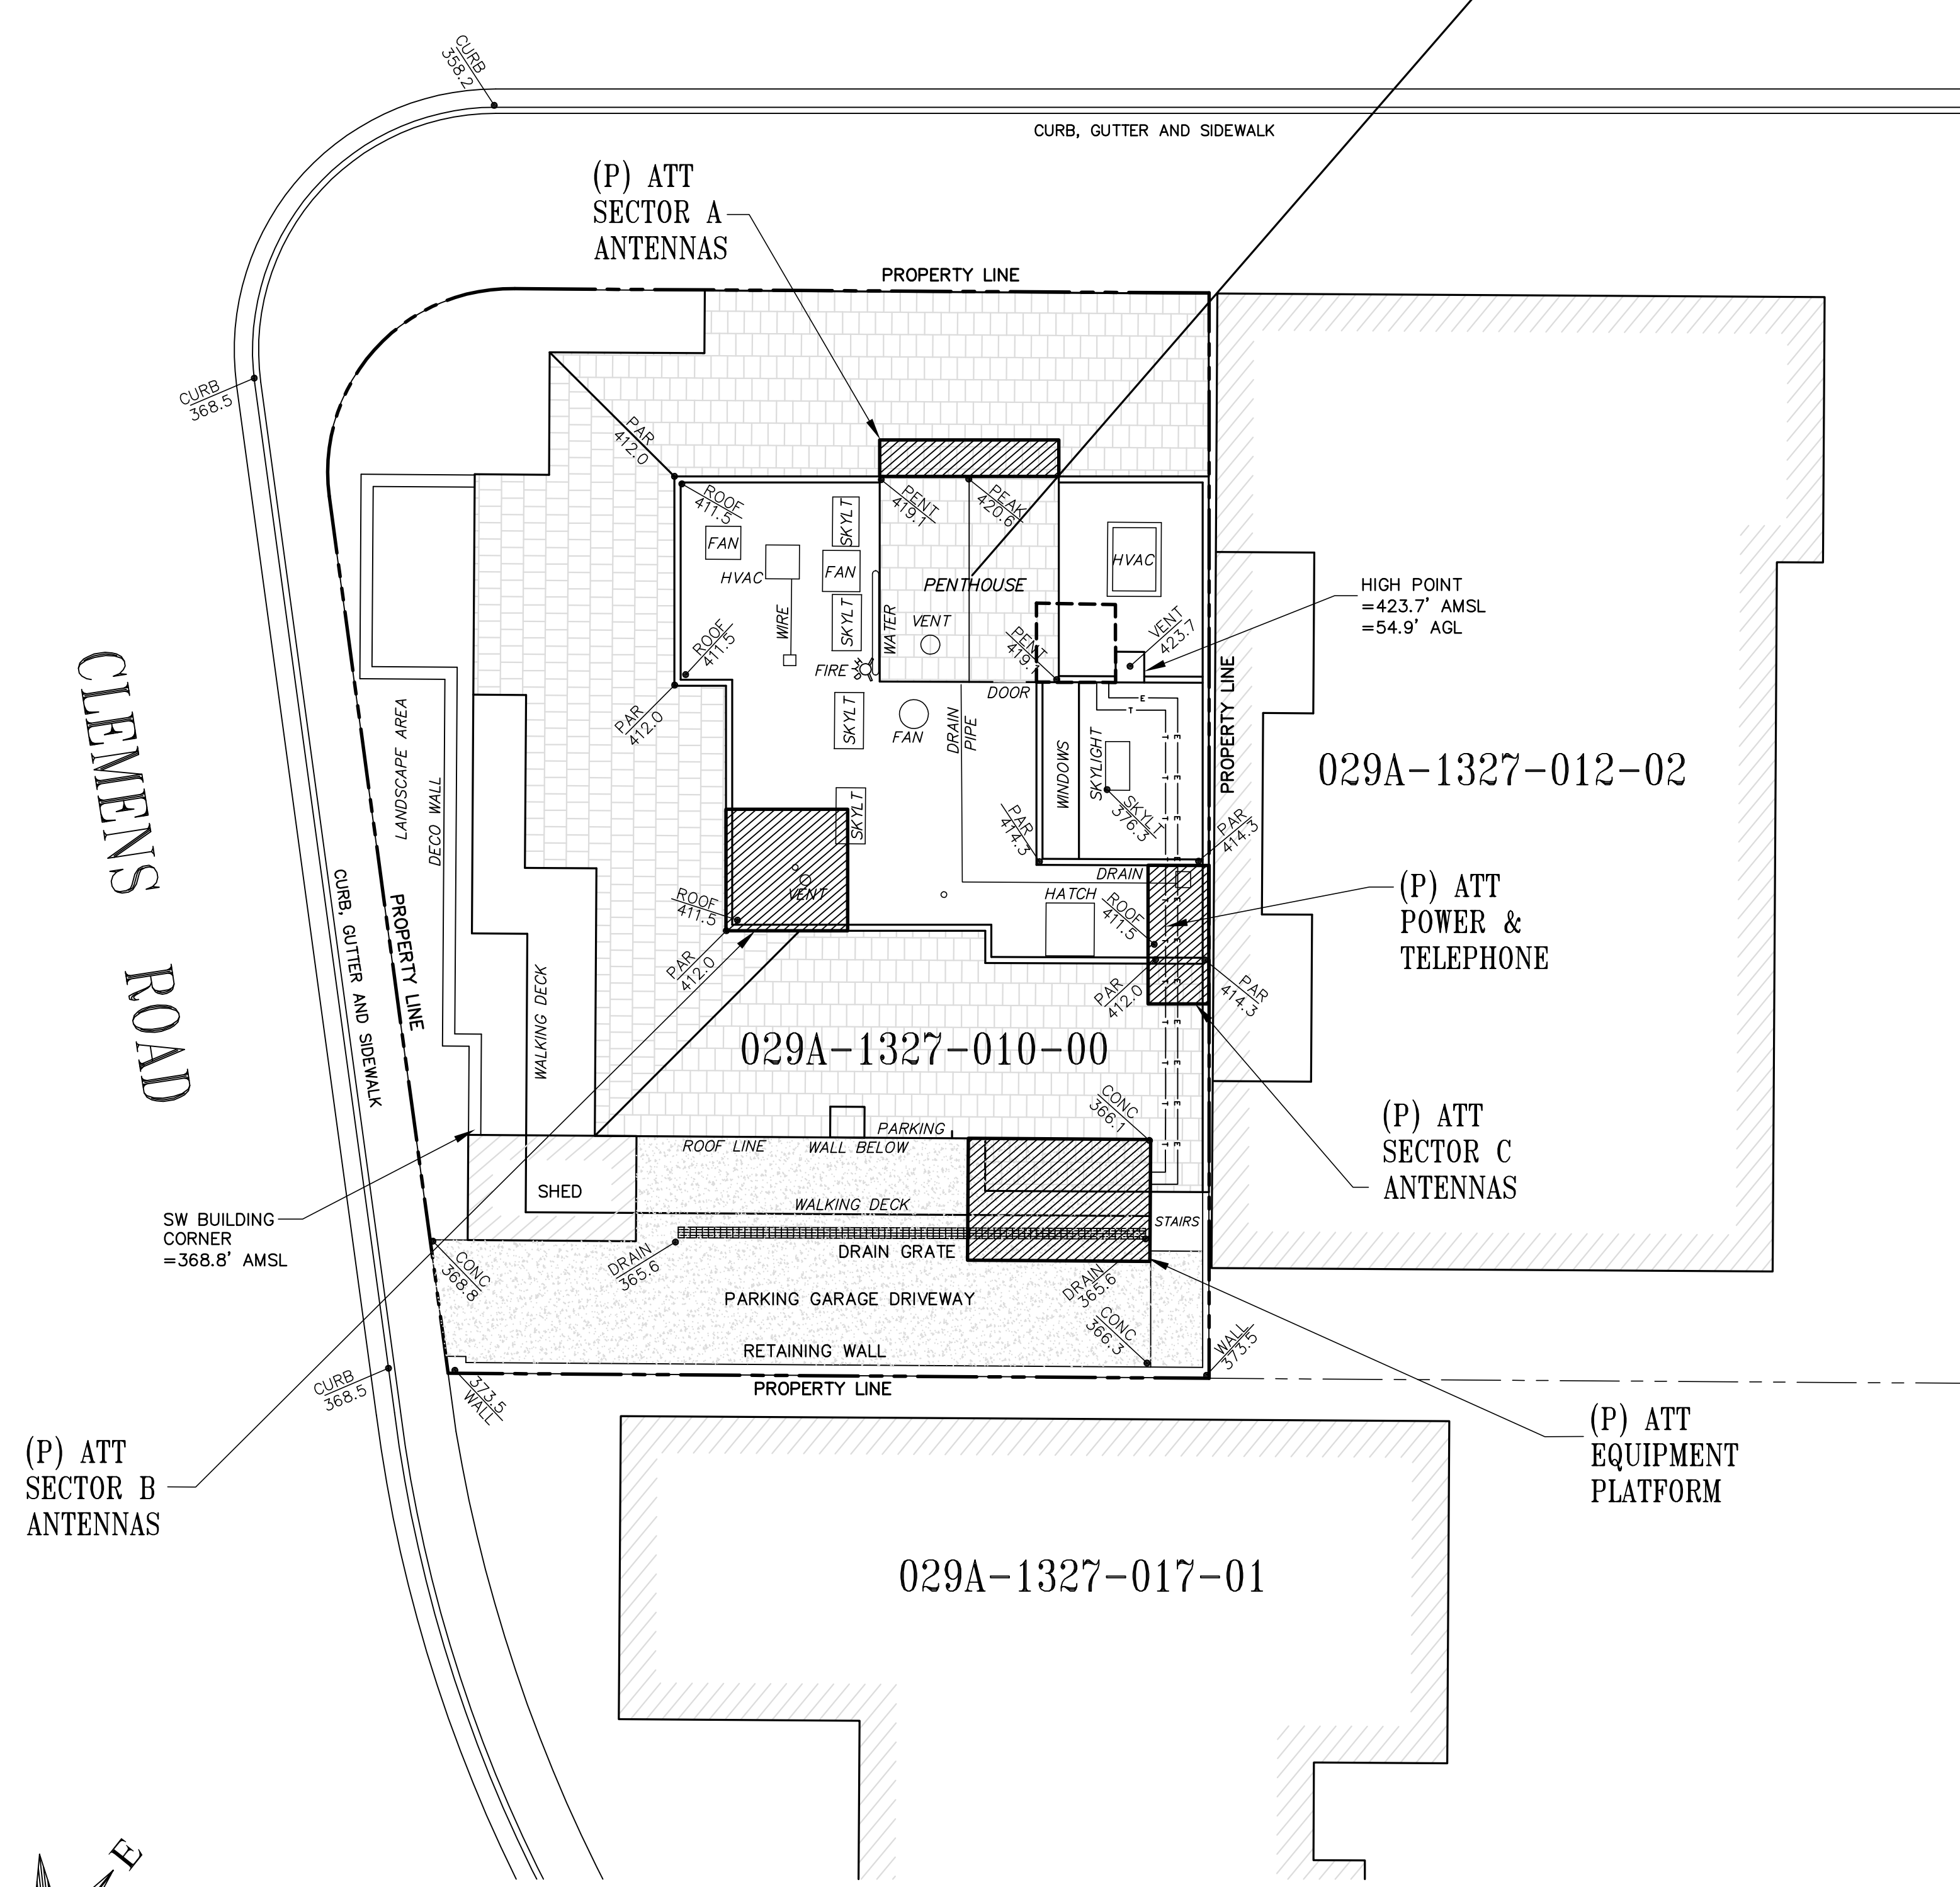 CURB
358.2
CURB, GUTTER AND SIDEWALK
(P) ATT
SECTOR A
ANTENNAS
PROPERTY LINE
CURB
368.5
PAR
412.0
ROOF
411.5
FAN
HVAC
WIRE
SKYLT
FAN
SKYLT
WATER
PENT
419.1
PEAK
420.6
PENTHOUSE
VENT
HVAC
HIGH POINT
=423.7' AMSL
=54.9' AGL
VENT
423.7
PENT
419.1
ROOF
411.5
FIRE
PAR
412.0
SKYLT
FAN
DRAIN
PIPE
DOOR
E
T
WINDOWS
SKYLIGHT
SKYLT
376.3
PROPERTY LINE
029A-1327-012-02
CLEMENS ROAD
LANDSCAPE AREA
DECO WALL
CURB, GUTTER AND SIDEWALK
PROPERTY LINE
WALKING DECK
SKYLT
VENT
ROOF
411.5
PAR
412.0
PAR
414.3
PAR
414.3
DRAIN
HATCH
ROOF
411.5
PAR
412.0
PAR
414.3
(P) ATT
POWER &
TELEPHONE
029A-1327-010-00
(P) ATT
SECTOR C
ANTENNAS
CONC
366.1
PARKING
ROOF LINE
WALL BELOW
SHED
WALKING DECK
STAIRS
SW BUILDING
CORNER
=368.8' AMSL
CONC
368.8
DRAIN
365.6
DRAIN GRATE
DRAIN
365.6
PARKING GARAGE DRIVEWAY
CONC
366.3
RETAINING WALL
WALL
373.5
PROPERTY LINE
CURB
368.5
373.5
WALL
(P) ATT
SECTOR B
ANTENNAS
(P) ATT
EQUIPMENT
PLATFORM
029A-1327-017-01
E